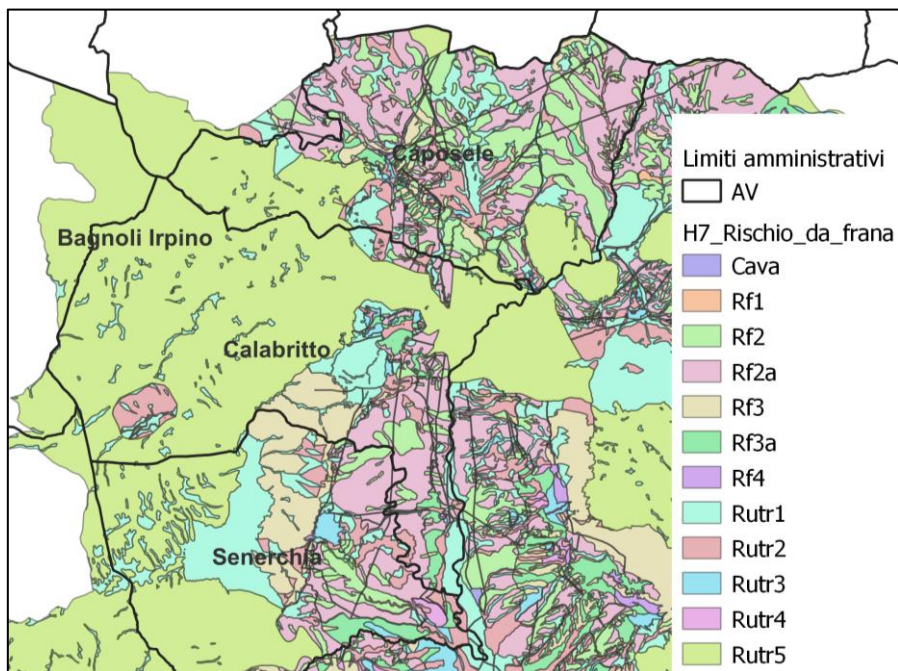 Caposele
Bagnoli Irpino
Calabritto
Senerchia
Limiti amministrativi
AV
H7_Rischio_da_frana
Cava
Rf1
Rf2
Rf2a
Rf3
Rf3a
Rf4
Rutr1
Rutr2
Rutr3
Rutr4
Rutr5